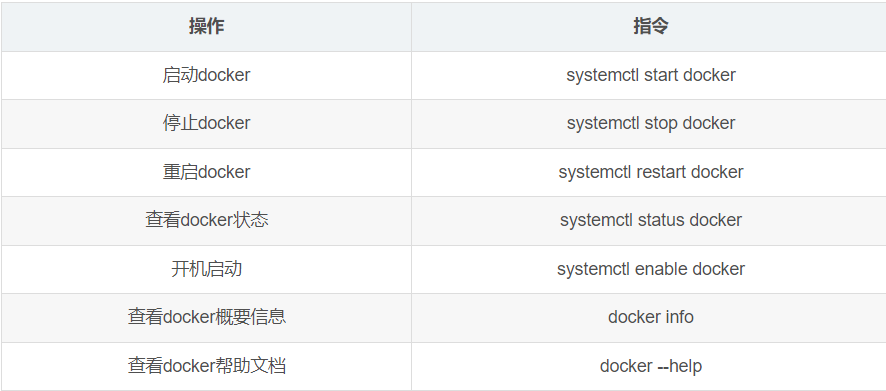 操作 指令
启动docker systemctl start docker
停止docker systemctl stop docker
重启docker systemctl restart docker
查看docker状态 systemctl status docker
开机启动 systemctl enable docker
查看docker概要信息 docker info
查看docker帮助文档 docker --help